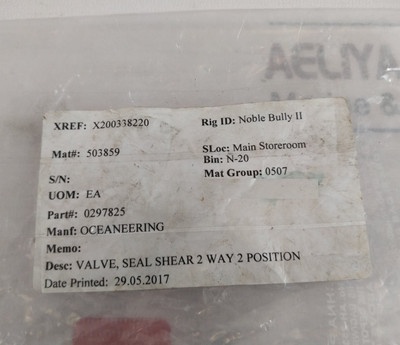 XREF: X200338220
Rig ID: Noble Bully II
Mat#: 503859
SLoc: Main Storeroom
Bin: N-20
S/N:
Mat Group: 0507
UOM: EA
Part#: 0297825
Manf: OCEANEERING
Memo:
Desc: VALVE, SEAL SHEAR 2 WAY 2 POSITION
Date Printed: 29.05.2017